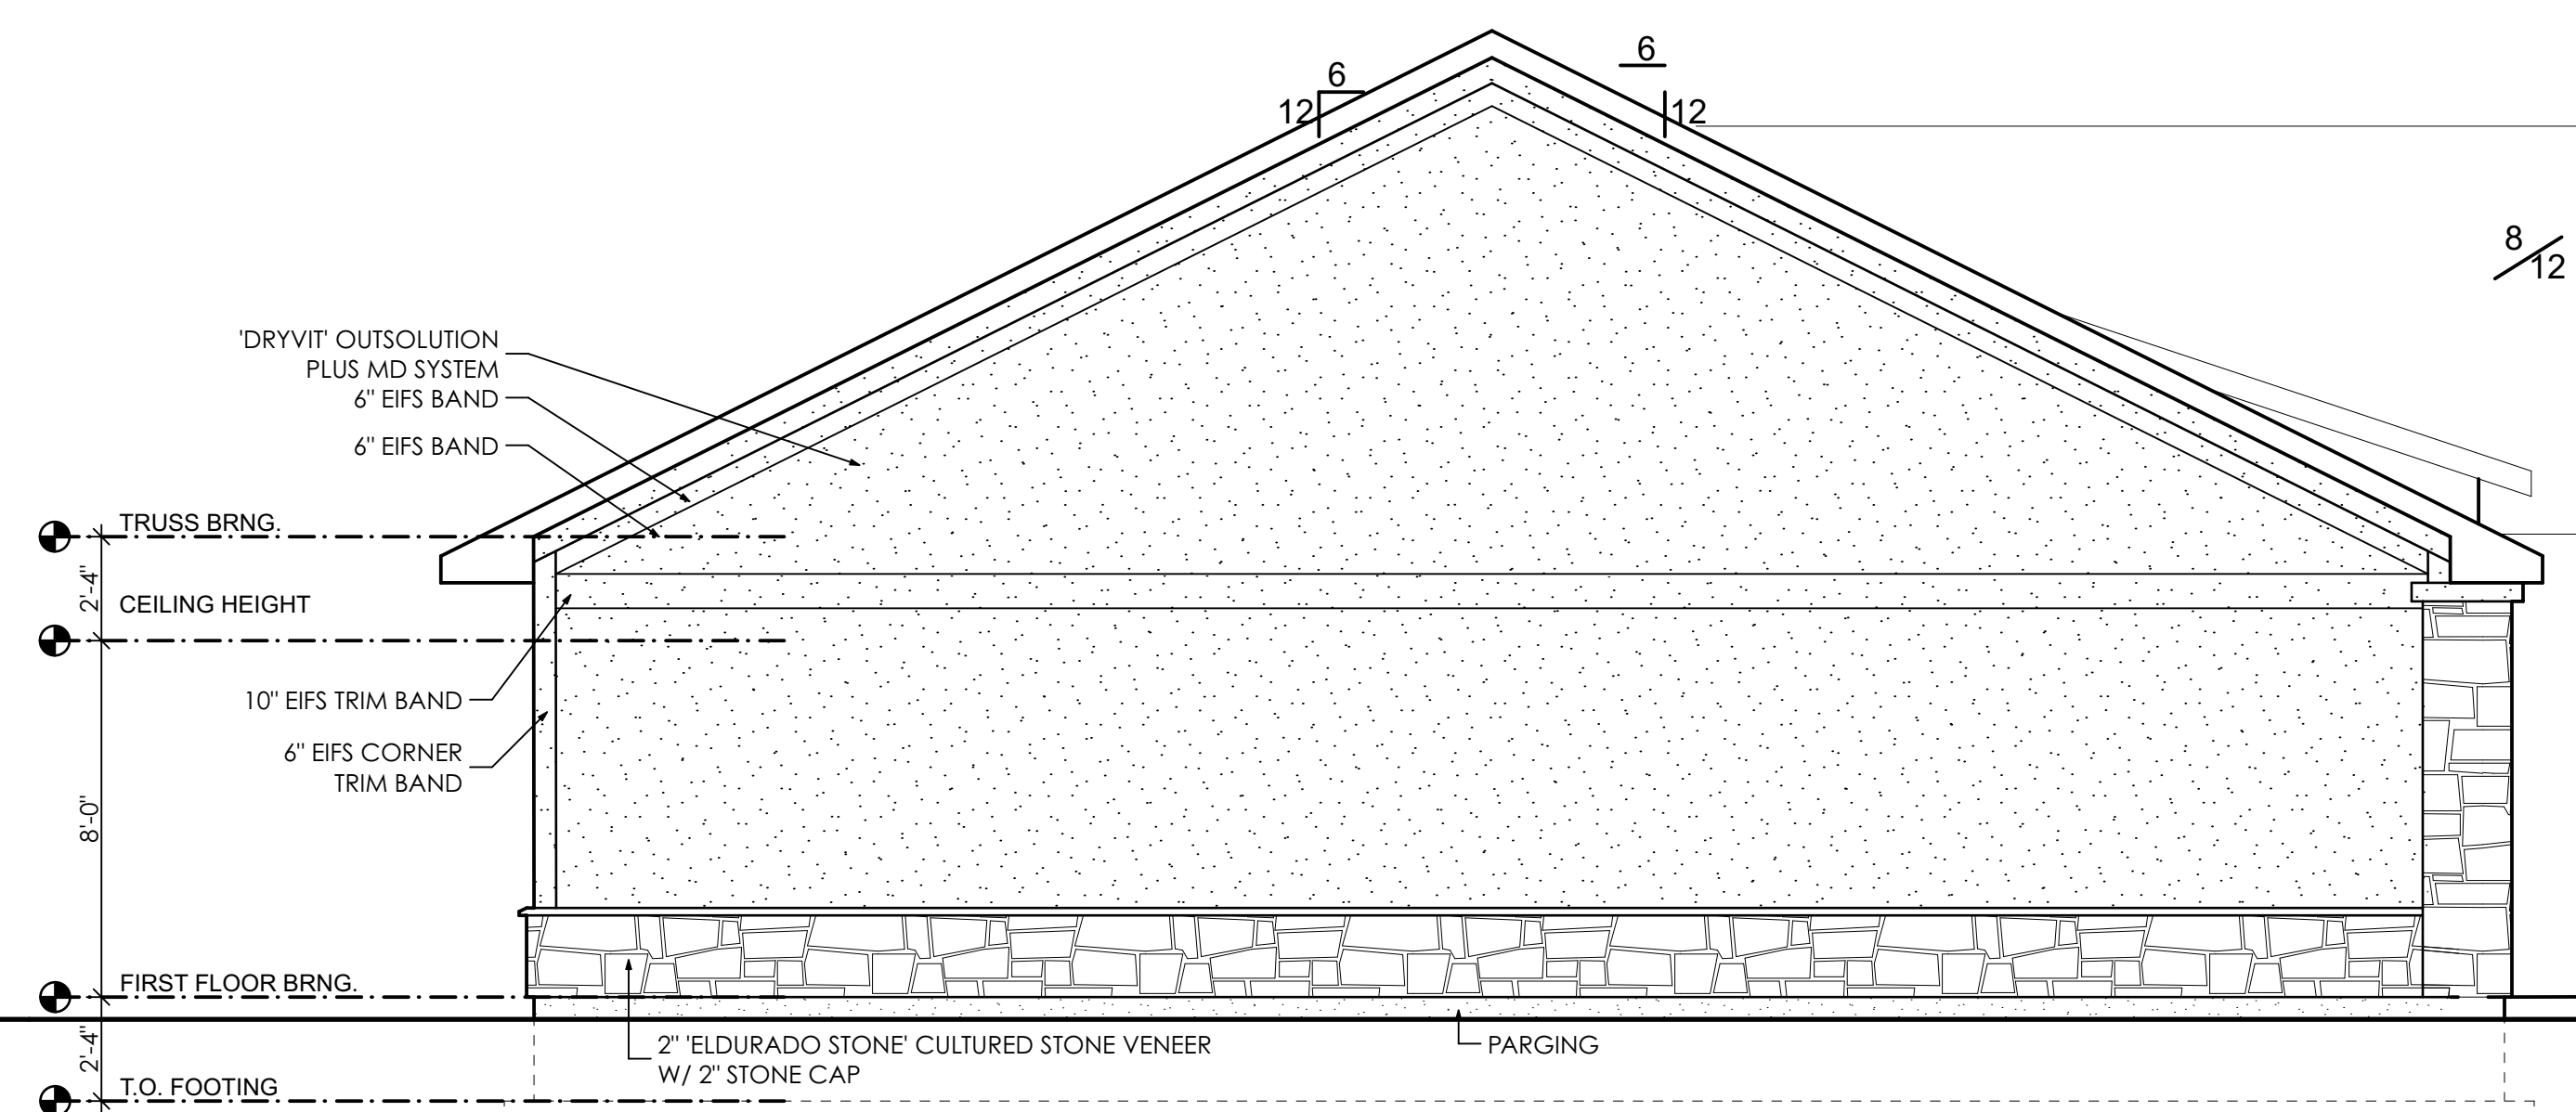 6
12
6
12
8
12
'DRYVIT' OUTSOLUTION
PLUS MD SYSTEM
6" EIFS BAND
6" EIFS BAND
TRUSS BRNG.
2'-4"
CEILING HEIGHT
10" EIFS TRIM BAND
6" EIFS CORNER
TRIM BAND
8'-0"
FIRST FLOOR BRNG.
2'-4"
2" 'ELDURADO STONE' CULTURED STONE VENEER
W/ 2" STONE CAP
PARGING
T.O. FOOTING